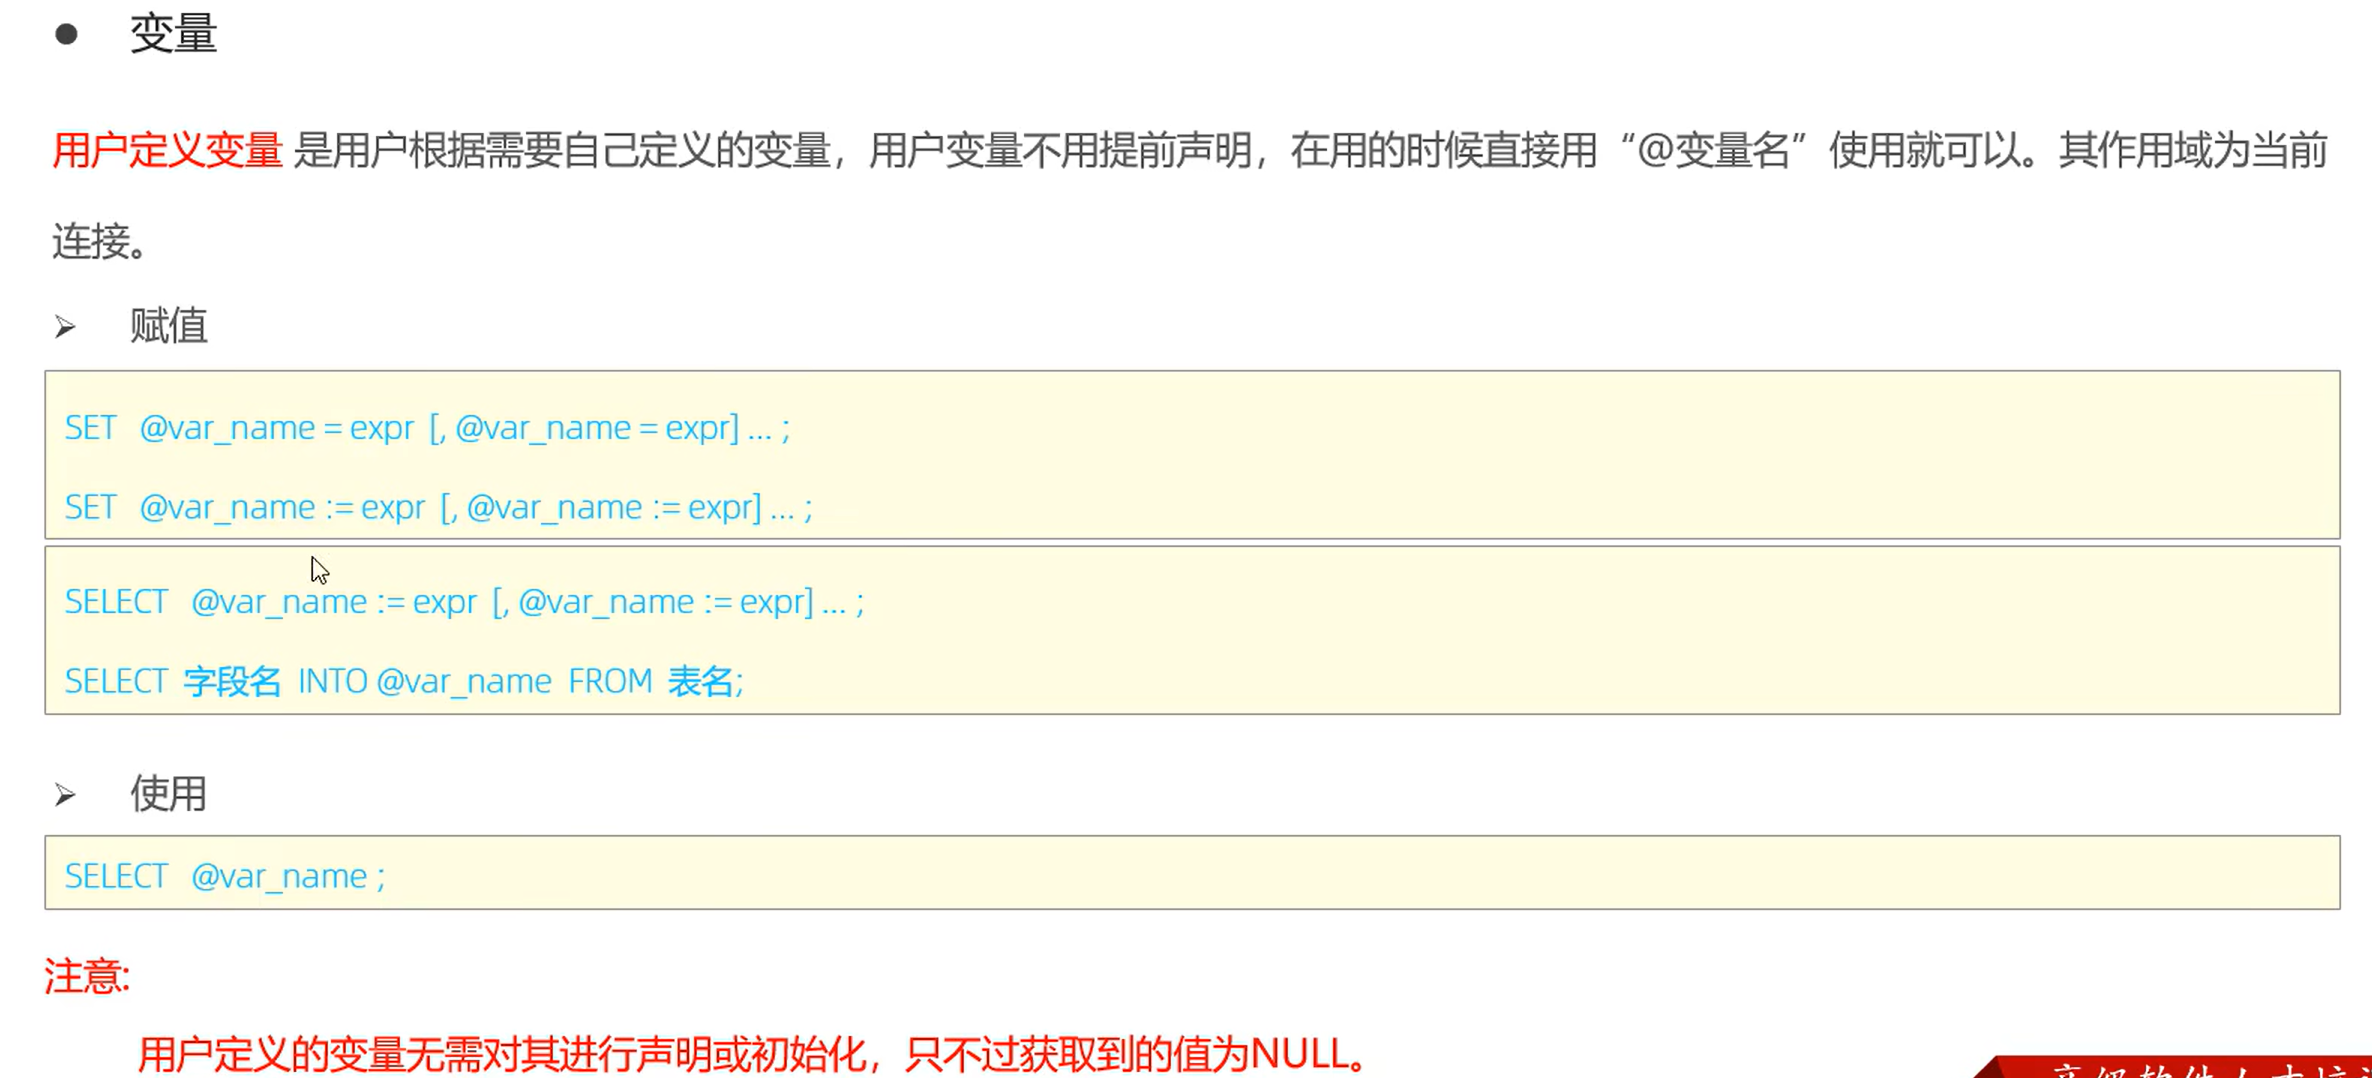 变量
用户定义变量 是用户根据需要自己定义的变量，用户变量不用提前声明，在用的时候直接用“@变量名”使用就可以。其作用域为当前
连接。
赋值
SET @var_name = expr [, @var_name = expr] ... ;
SET @var_name := expr [, @var_name := expr] ... ;
SELECT @var_name := expr [, @var_name := expr] ... ;
SELECT 字段名 INTO @var_name FROM 表名;
使用
SELECT @var_name ;
注意:
用户定义的变量无需对其进行声明或初始化，只不过获取到的值为NULL。